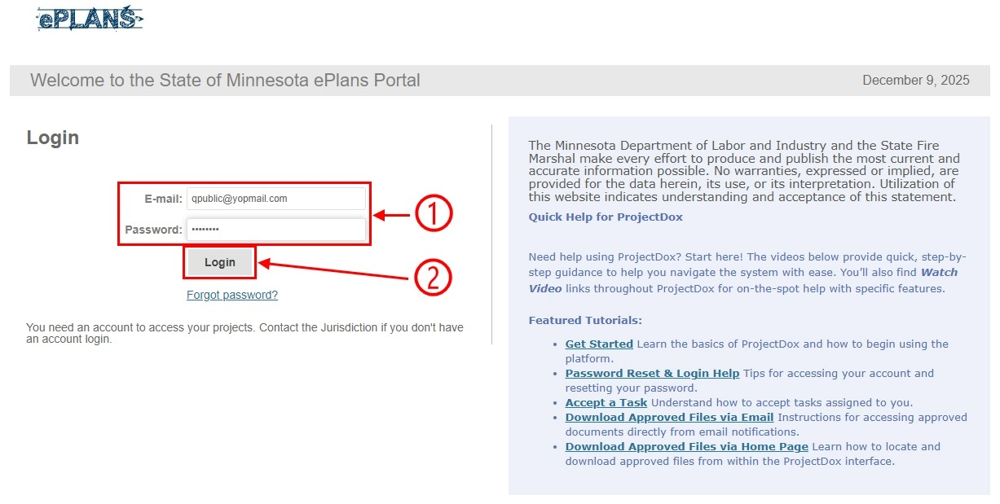 ePLANS
Welcome to the State of Minnesota ePlans Portal
December 9, 2025
Login
E-mail:
qpublic@yopmail.com
Password:
••••••••
1
Login
2
Forgot password?
You need an account to access your projects. Contact the Jurisdiction if you don't have
an account login.
The Minnesota Department of Labor and Industry and the State Fire
Marshal make every effort to produce and publish the most current and
accurate information possible. No warranties, expressed or implied, are
provided for the data herein, its use, or its interpretation. Utilization of
this website indicates understanding and acceptance of this statement.
Quick Help for ProjectDox
Need help using ProjectDox? Start here! The videos below provide quick, step-by-
step guidance to help you navigate the system with ease. You’ll also find Watch
Video links throughout ProjectDox for on-the-spot help with specific features.
Featured Tutorials:
• Get Started Learn the basics of ProjectDox and how to begin using the
platform.
• Password Reset & Login Help Tips for accessing your account and
resetting your password.
• Accept a Task Understand how to accept tasks assigned to you.
• Download Approved Files via Email Instructions for accessing approved
documents directly from email notifications.
• Download Approved Files via Home Page Learn how to locate and
download approved files from within the ProjectDox interface.